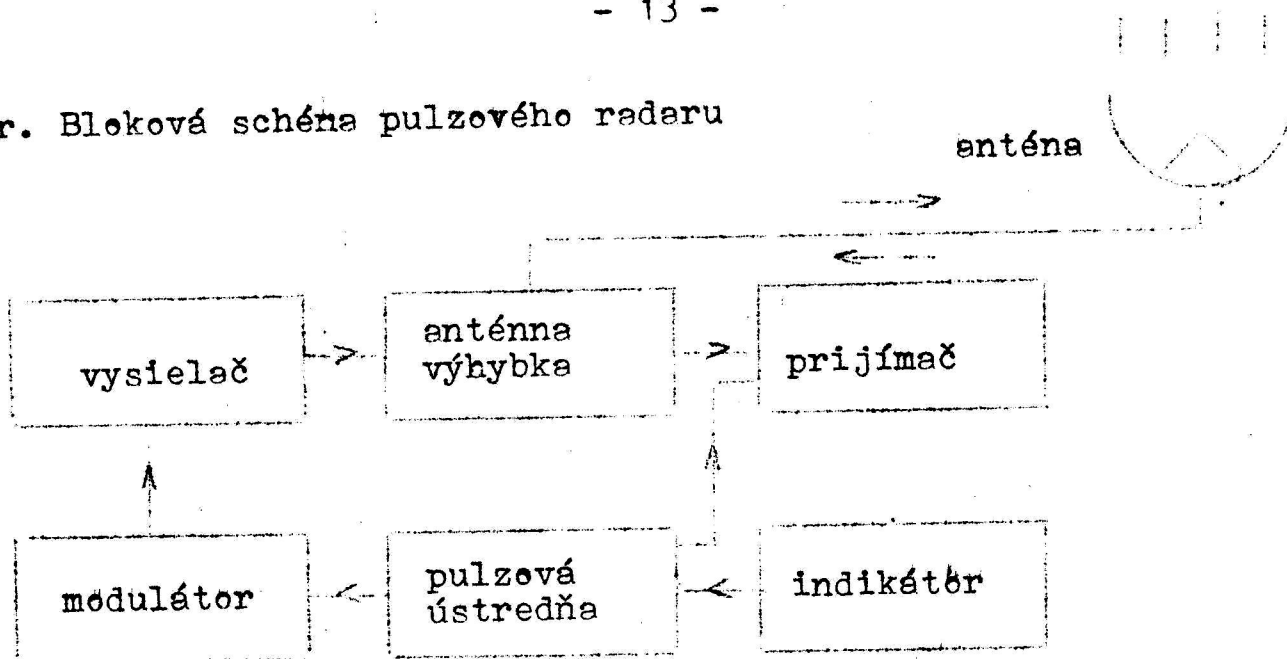 - 13 -
r. Bloková schéma pulzového radaru
anténa
vysielač
anténna
výhybka
prijímač
modulátor
pulzová
ústredňa
indikátor